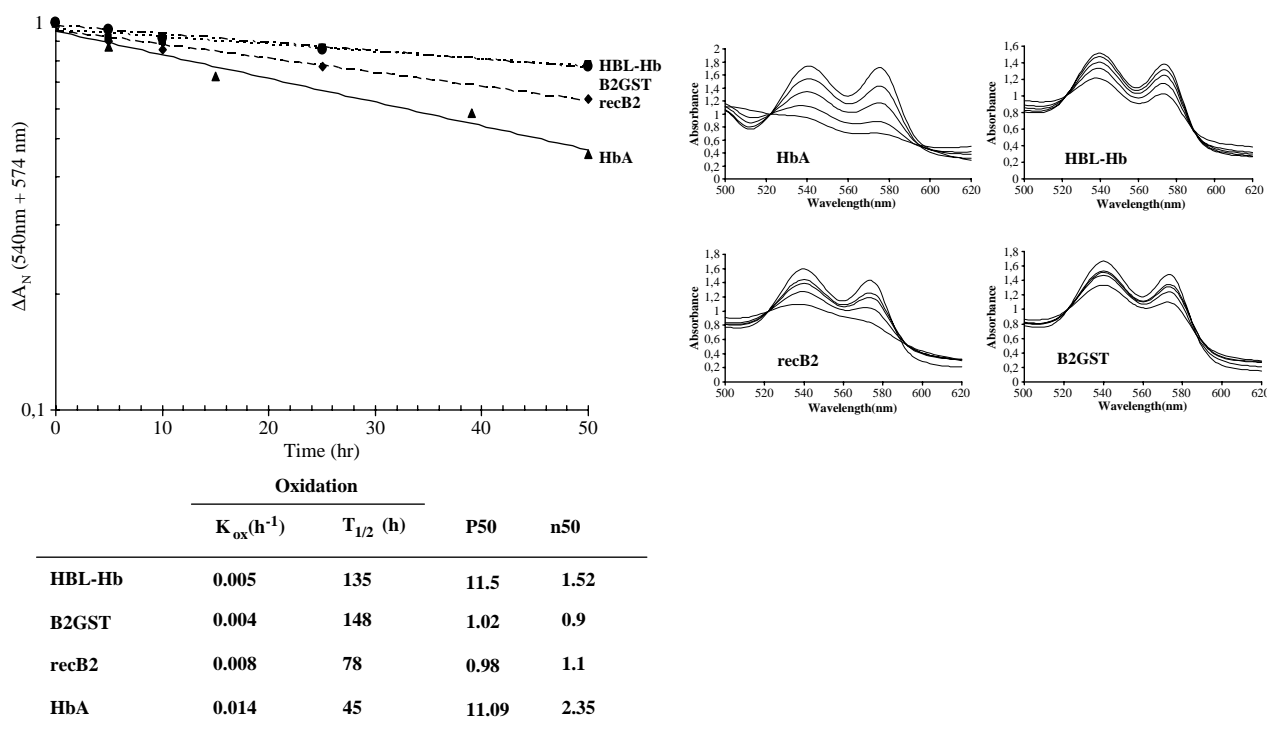 1
0,1
ΔA_N (540nm + 574 nm)
HBL-Hb
B2GST
recB2
HbA
0 10 20 30 40 50
Time (hr)
2
1,8
1,6
1,4
1,2
1
0,8
0,6
0,4
0,2
0
Absorbance
HbA
500 520 540 560 580 600 620
Wavelength(nm)
1,6
1,4
1,2
1
0,8
0,6
0,4
0,2
0
Absorbance
HBL-Hb
500 520 540 560 580 600 620
Wavelength(nm)
1,8
1,6
1,4
1,2
1
0,8
0,6
0,4
0,2
0
Absorbance
recB2
500 520 540 560 580 600 620
Wavelength(nm)
1,8
1,6
1,4
1,2
1
0,8
0,6
0,4
0,2
0
Absorbance
B2GST
500 520 540 560 580 600 620
Wavelength(nm)
Oxidation
K_ox(h^-1) T_1/2 (h) P50 n50
HBL-Hb 0.005 135 11.5 1.52
B2GST 0.004 148 1.02 0.9
recB2 0.008 78 0.98 1.1
HbA 0.014 45 11.09 2.35